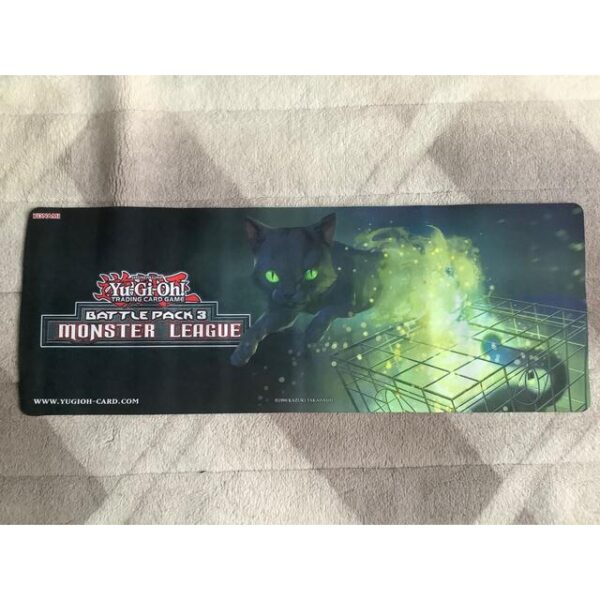 KONAMI
Yu-Gi-Oh!
TRADING CARD GAME
BATTLE PACK 3
MONSTER LEAGUE
WWW.YUGIOH-CARD.COM
©1996 KAZUKI TAKAHASHI